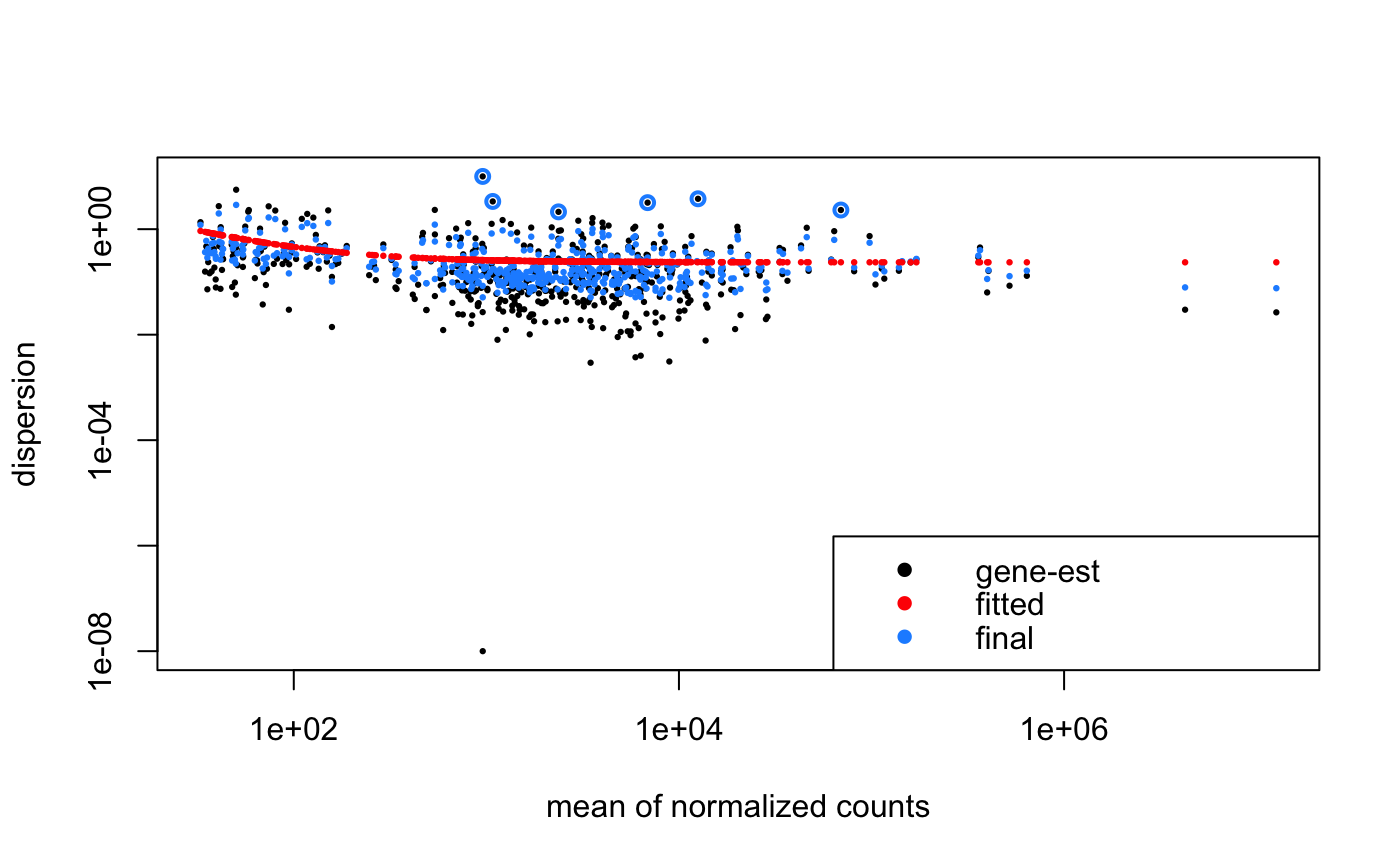 1e+00
1e-04
1e-08
dispersion
1e+02
1e+04
1e+06
mean of normalized counts
gene-est
fitted
final